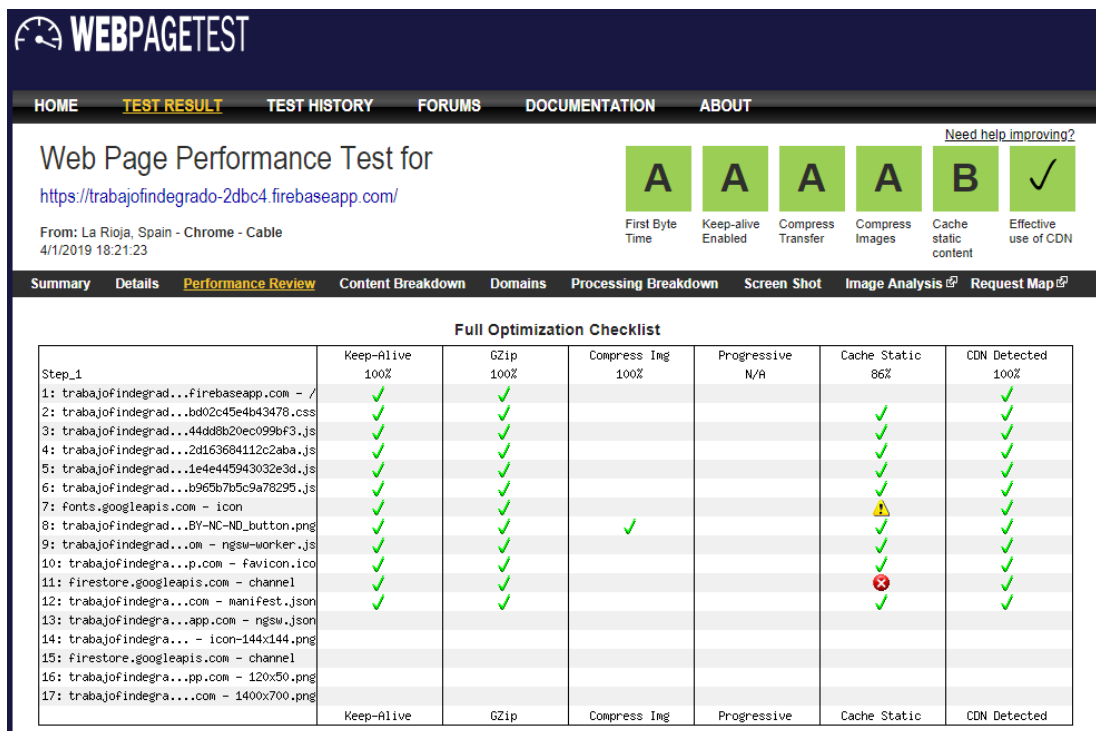 WEBPAGETEST
HOME TEST RESULT TEST HISTORY FORUMS DOCUMENTATION ABOUT
Need help improving?
Web Page Performance Test for
https://trabajofindegrado-2dbc4.firebaseapp.com/
From: La Rioja, Spain - Chrome - Cable
4/1/2019 18:21:23
A A A A B ✓
First Byte Time
Keep-alive Enabled
Compress Transfer
Compress Images
Cache static content
Effective use of CDN
Summary Details Performance Review Content Breakdown Domains Processing Breakdown Screen Shot Image Analysis Request Map
Full Optimization Checklist
Keep-Alive GZip Compress Img Progressive Cache Static CDN Detected
Step_1 100% 100% 100% N/A 86% 100%
1: trabajofindegrad...firebaseapp.com - /
2: trabajofindegrad...bd02c45e4b43478.css
3: trabajofindegrad...44dd8b20ec099bf3.js
4: trabajofindegrad...2d163684112c2aba.js
5: trabajofindegrad...1e4e445943032e3d.js
6: trabajofindegrad...b965b7b5c9a78295.js
7: fonts.googleapis.com - icon
8: trabajofindegrad...BY-NC-ND_button.png
9: trabajofindegrad...om - ngsw-worker.js
10: trabajofindegra...p.com - favicon.ico
11: firestore.googleapis.com - channel
12: trabajofindegra...com - manifest.json
13: trabajofindegra...app.com - ngsw.json
14: trabajofindegra... - icon-144x144.png
15: firestore.googleapis.com - channel
16: trabajofindegra...pp.com - 120x50.png
17: trabajofindegra....com - 1400x700.png
Keep-Alive GZip Compress Img Progressive Cache Static CDN Detected